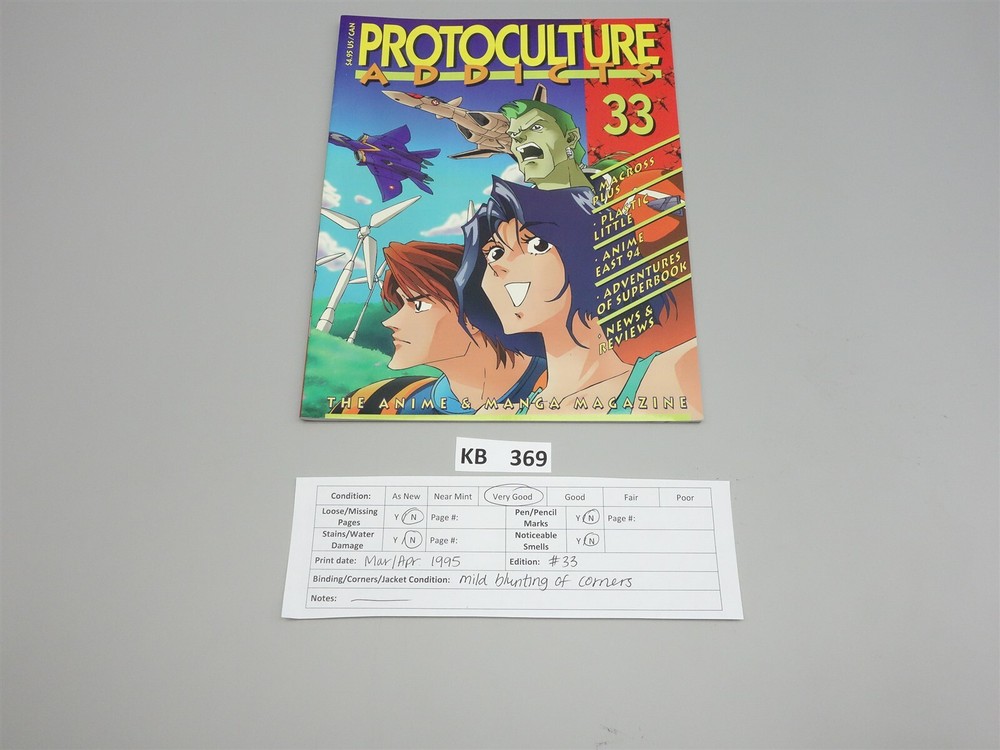 $4.95 US/CAN
PROTOCULTURE
ADDICTS
33
· MACROSS
PLUS
· PLASTIC
LITTLE
· ANIME
EAST 94
· ADVENTURES
OF SUPERBOOK
· NEWS &
REVIEWS
THE ANIME & MANGA MAGAZINE
KB 369
Condition: As New Near Mint Very Good Good Fair Poor
Loose/Missing Pages Y / N Page #: Pen/Pencil Marks Y / N Page #:
Stains/Water Damage Y / N Page #: Noticeable Smells Y / N
Print date: Mar/Apr 1995 Edition: #33
Binding/Corners/Jacket Condition: mild blunting of corners
Notes: